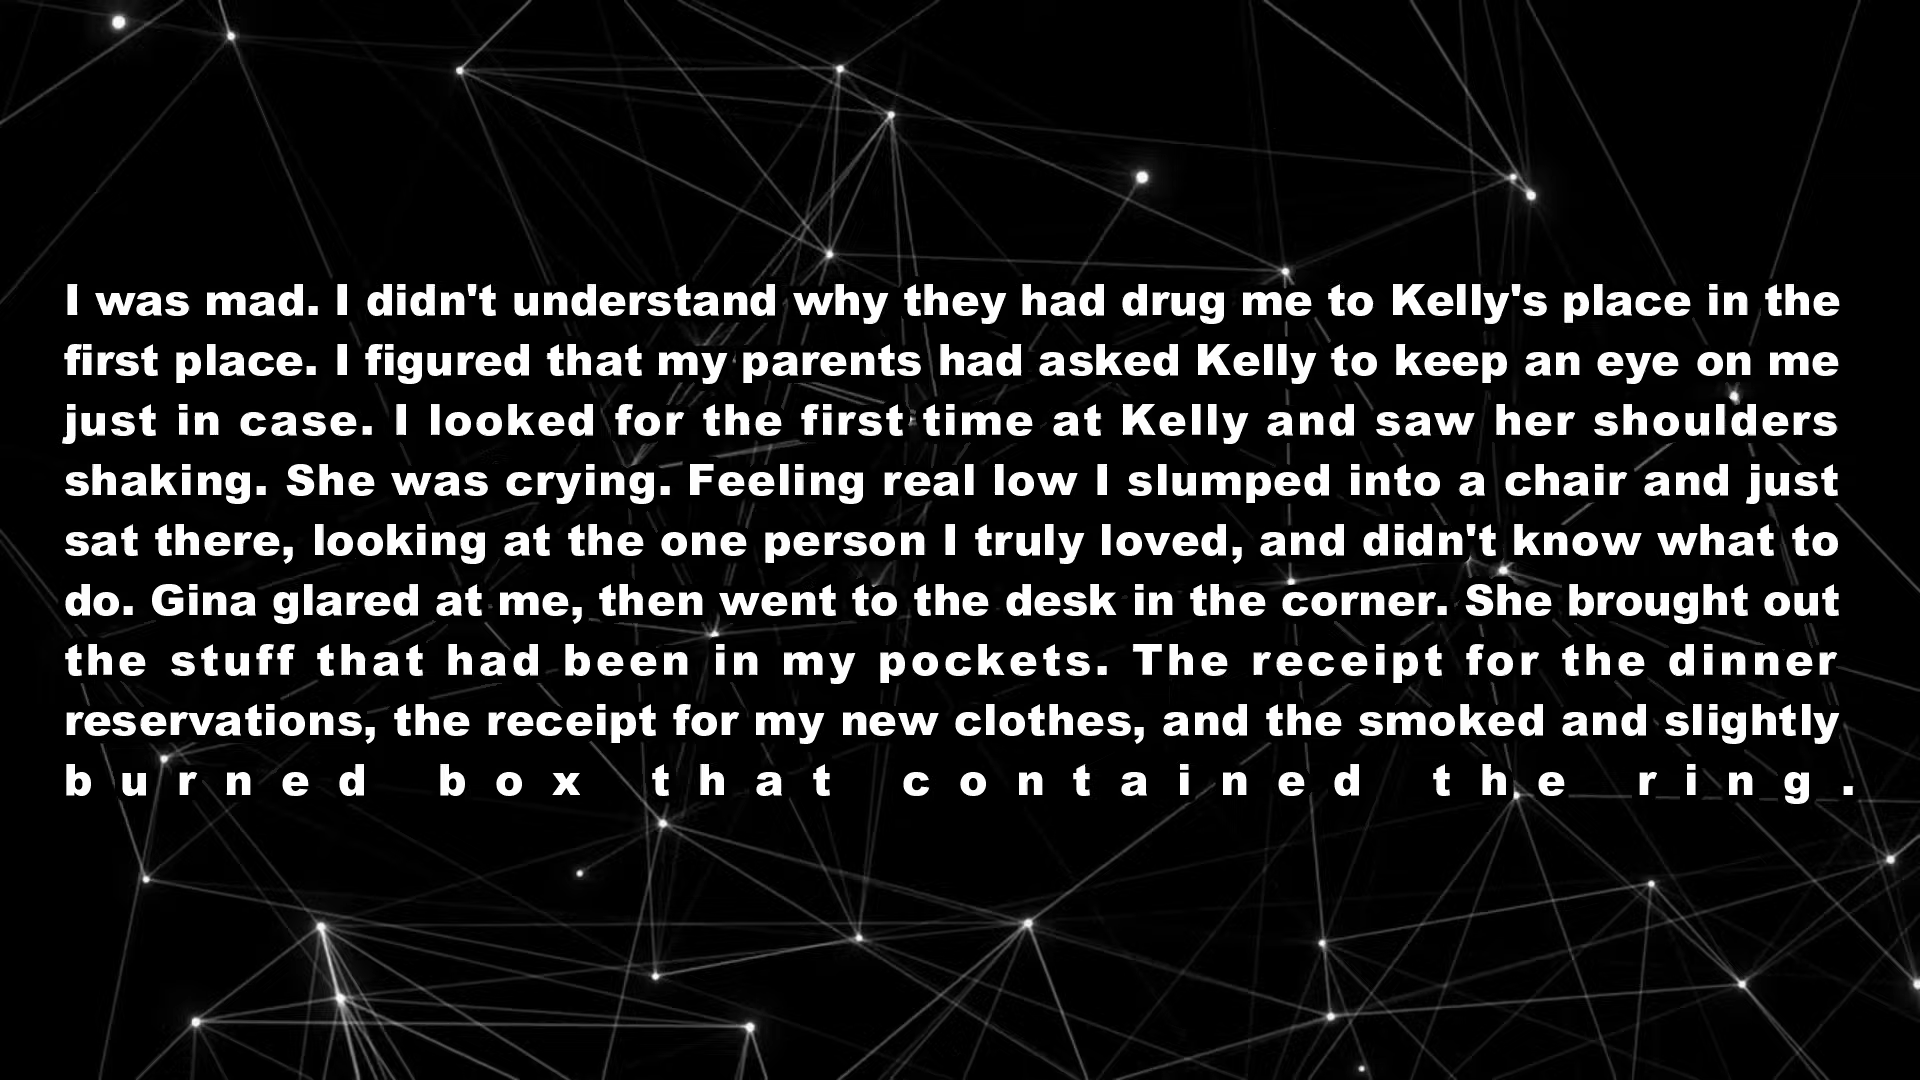 I was mad. I didn't understand why they had drug me to Kelly's place in the
first place. I figured that my parents had asked Kelly to keep an eye on me
just in case. I looked for the first time at Kelly and saw her shoulders
shaking. She was crying. Feeling real low I slumped into a chair and just
sat there, looking at the one person I truly loved, and didn't know what to
do. Gina glared at me, then went to the desk in the corner. She brought out
the stuff that had been in my pockets. The receipt for the dinner
reservations, the receipt for my new clothes, and the smoked and slightly
burned box that contained the ring.